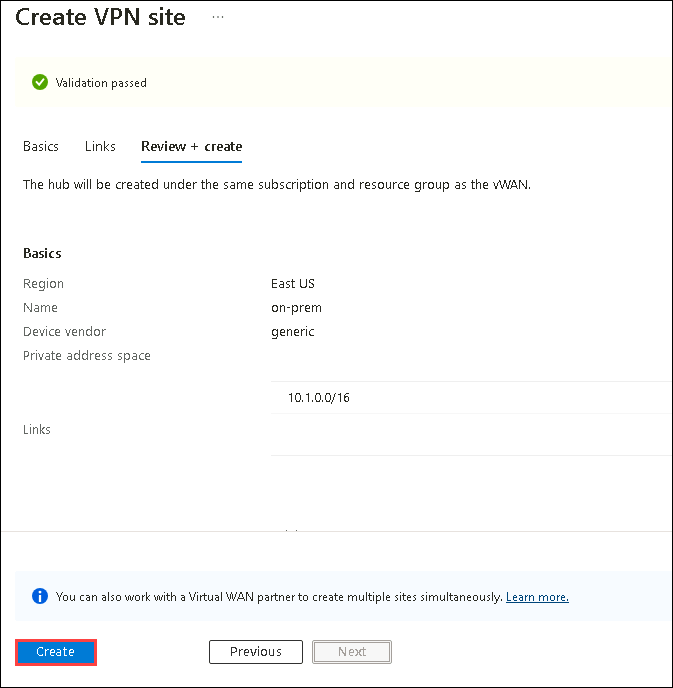 Create VPN site ...
Validation passed
Basics Links Review + create
The hub will be created under the same subscription and resource group as the vWAN.
Basics
Region East US
Name on-prem
Device vendor generic
Private address space
10.1.0.0/16
Links
You can also work with a Virtual WAN partner to create multiple sites simultaneously. Learn more.
Create Previous Next